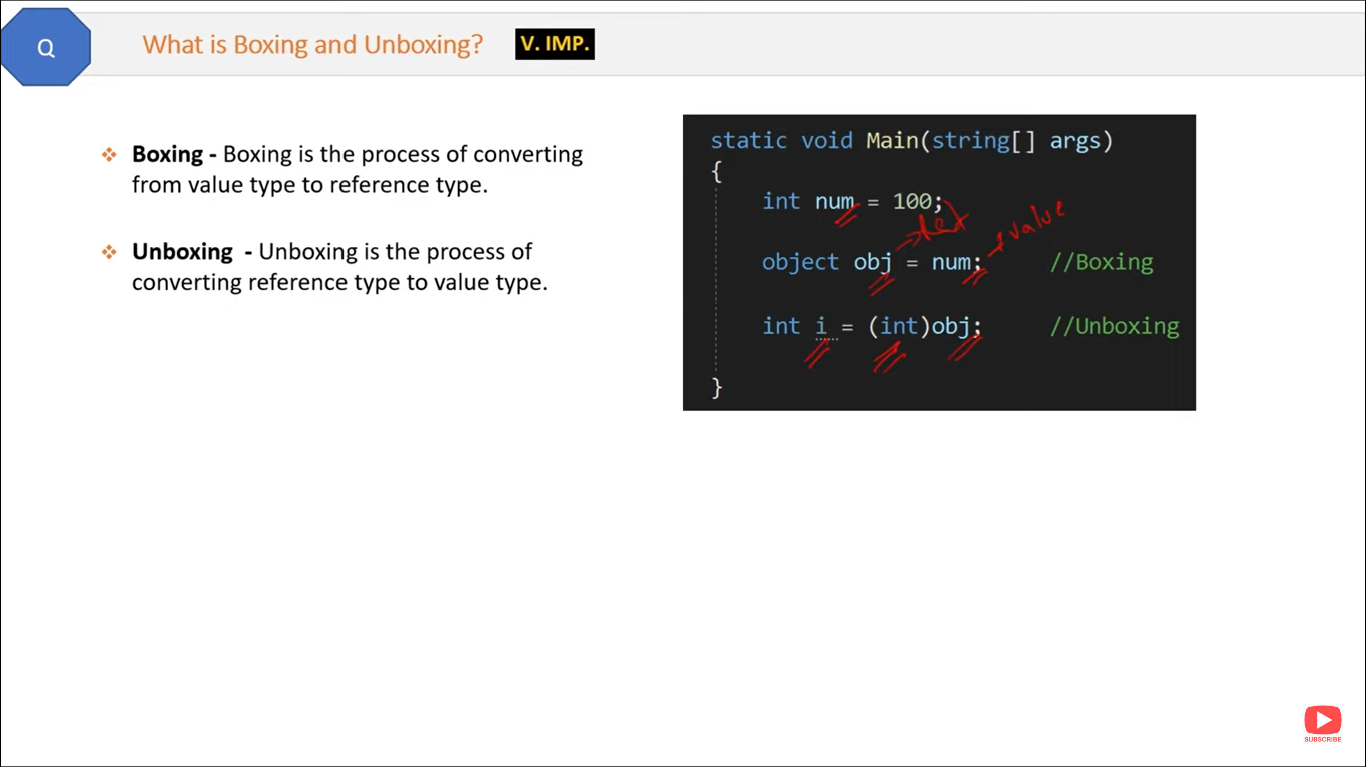 Q
What is Boxing and Unboxing?
V. IMP.
Boxing - Boxing is the process of converting
from value type to reference type.
Unboxing - Unboxing is the process of
converting reference type to value type.
static void Main(string[] args)
{
int num = 100;
value
object obj = num; //Boxing
int i = (int)obj; //Unboxing
}
SUBSCRIBE